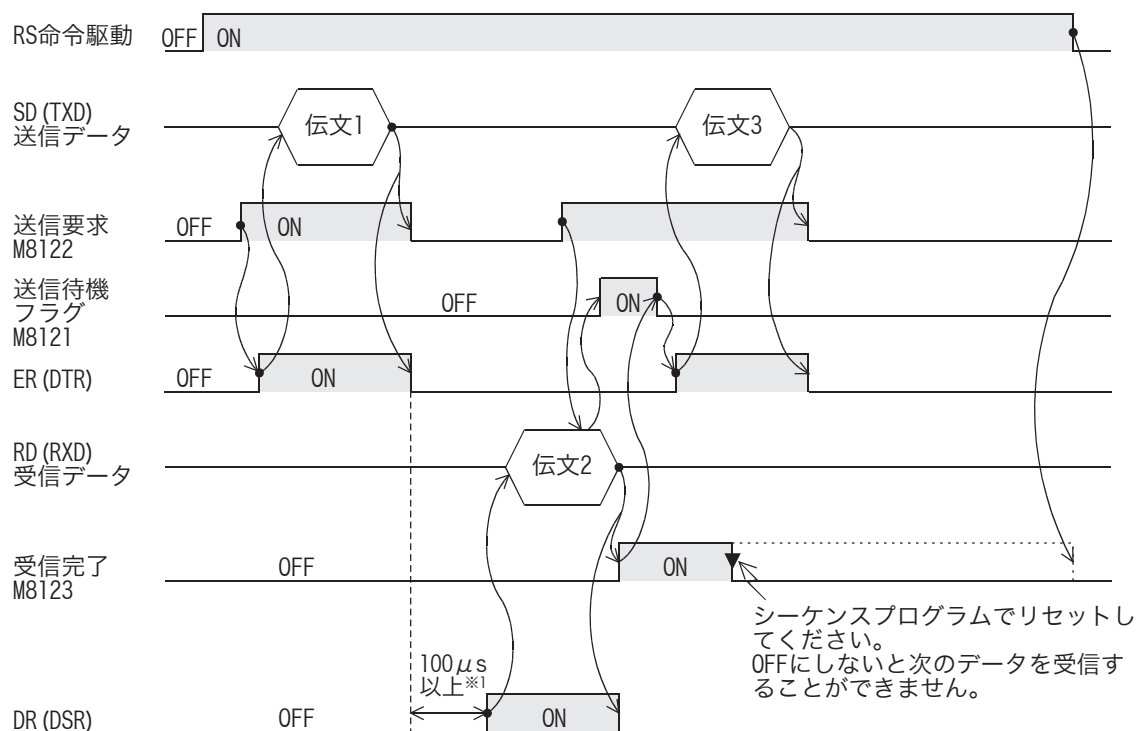 RS命令駆動 OFF ON
SD (TXD)
送信データ
伝文1 伝文3
送信要求
M8122
OFF ON
送信待機
フラグ
M8121
OFF ON
ER (DTR) OFF ON
RD (RXD)
受信データ
伝文2
受信完了
M8123
OFF ON
シーケンスプログラムでリセットし
てください。
OFFにしないと次のデータを受信す
ることができません。
100μs
以上※1
DR (DSR) OFF ON